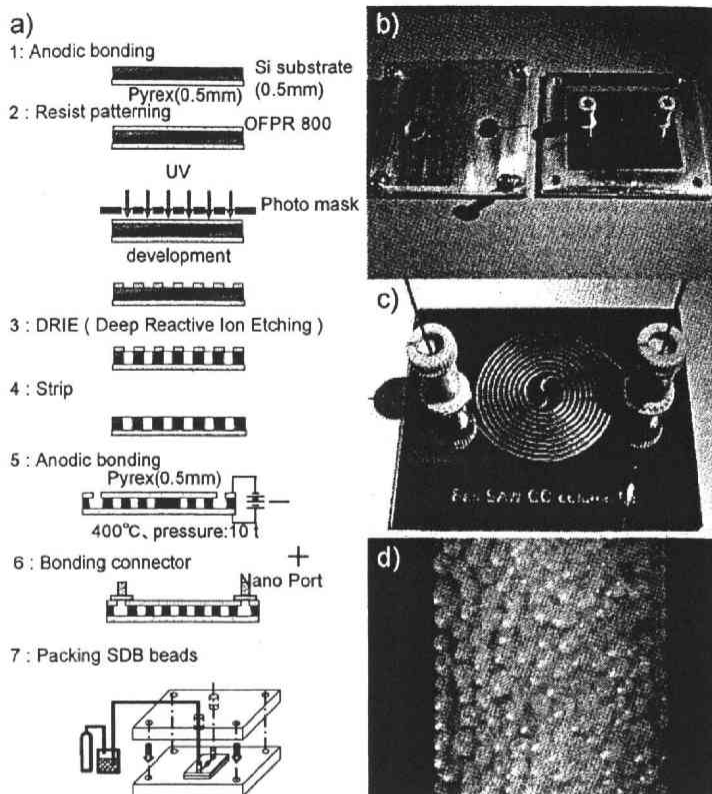 a)
1: Anodic bonding
Si substrate
Pyrex(0.5mm)
(0.5mm)
2 : Resist patterning
OFPR 800
UV
Photo mask
development
3 : DRIE ( Deep Reactive Ion Etching )
4 : Strip
5 : Anodic bonding
Pyrex(0.5mm)
400℃、pressure:10 t
6 : Bonding connector
+
Nano Port
7 : Packing SDB beads
b)
c)
d)